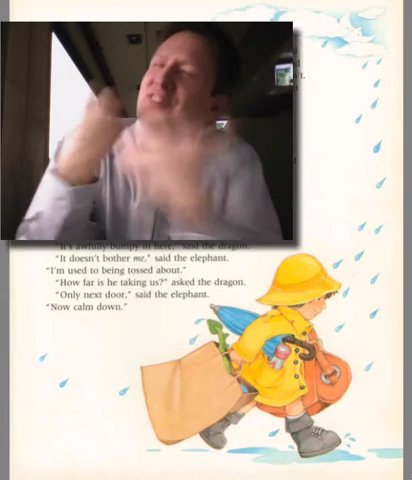 "It's awfully bumpy in here," said the dragon.
"It doesn't bother me," said the elephant.
"I'm used to being tossed about."
"How far is he taking us?" asked the dragon.
"Only next door," said the elephant.
"Now calm down."